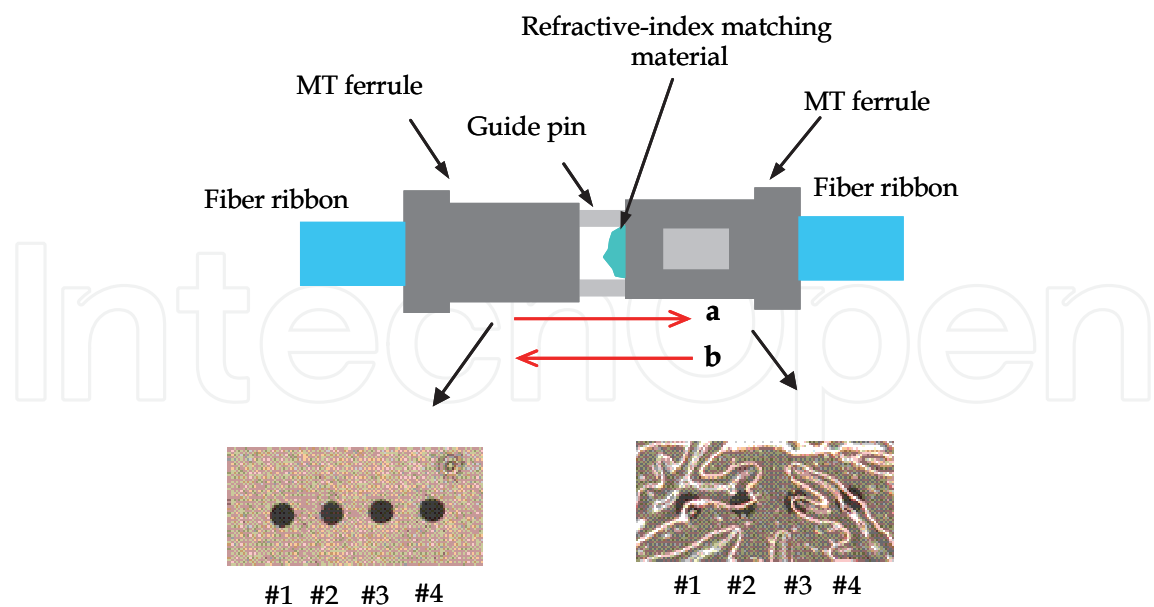 Refractive-index matching
material
MT ferrule
MT ferrule
Guide pin
Fiber ribbon
Fiber ribbon
a
b
IntechOpen
#1 #2 #3 #4
#1 #2 #3 #4